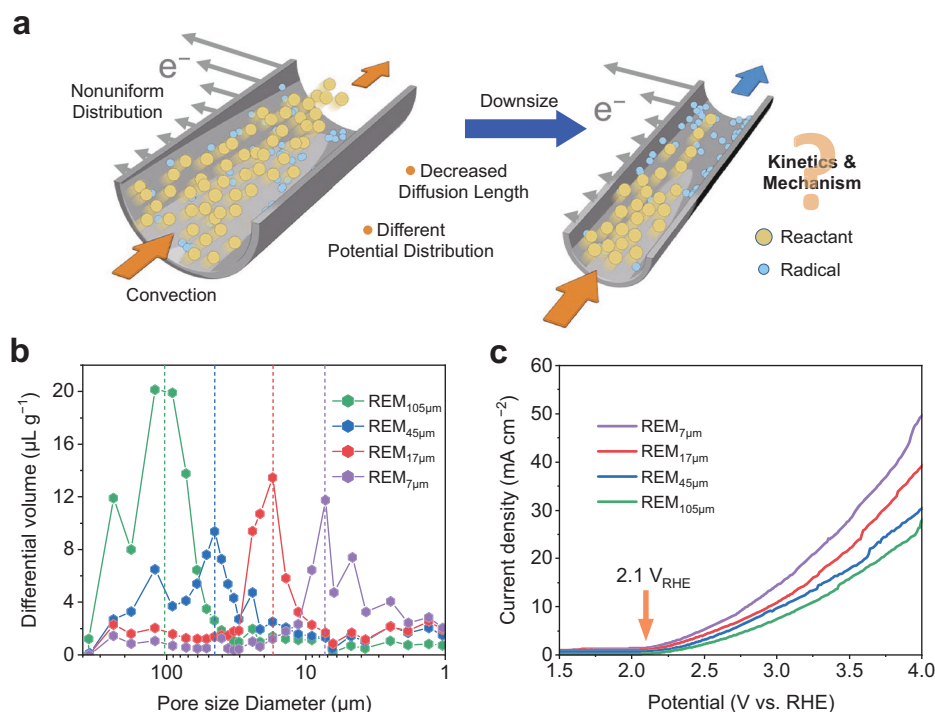 a
e⁻
Nonuniform
Distribution
Convection
Decreased
Diffusion Length
Different
Potential Distribution
Downsize
e⁻
?
Kinetics &
Mechanism
Reactant
Radical
b
Differential volume (µL g⁻¹)
20
16
12
8
4
0
100
10
1
Pore size Diameter (µm)
REM₁₀₅µm
REM₄₅µm
REM₁₇µm
REM₇µm
c
Current density (mA cm⁻²)
60
50
40
30
20
10
0
1.5
2.0
2.5
3.0
3.5
4.0
Potential (V vs. RHE)
REM₇µm
REM₁₇µm
REM₄₅µm
REM₁₀₅µm
2.1 V_RHE